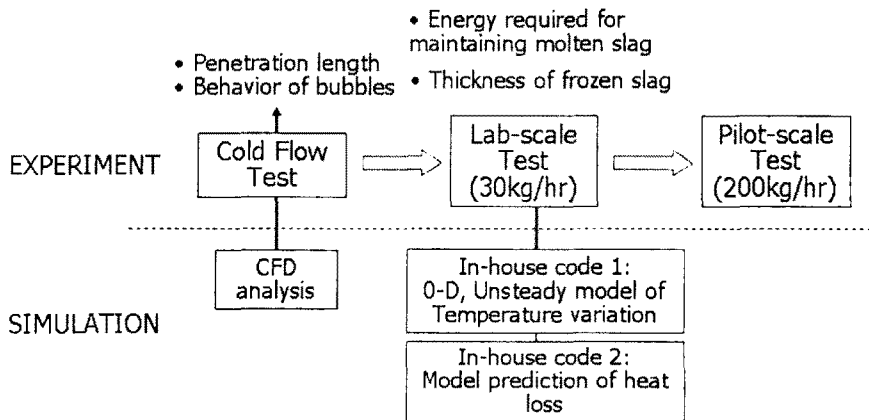 • Energy required for
maintaining molten slag
• Thickness of frozen slag
• Penetration length
• Behavior of bubbles
EXPERIMENT
Cold Flow
Test
Lab-scale
Test
(30kg/hr)
Pilot-scale
Test
(200kg/hr)
SIMULATION
CFD
analysis
In-house code 1:
0-D, Unsteady model of
Temperature variation
In-house code 2:
Model prediction of heat
loss